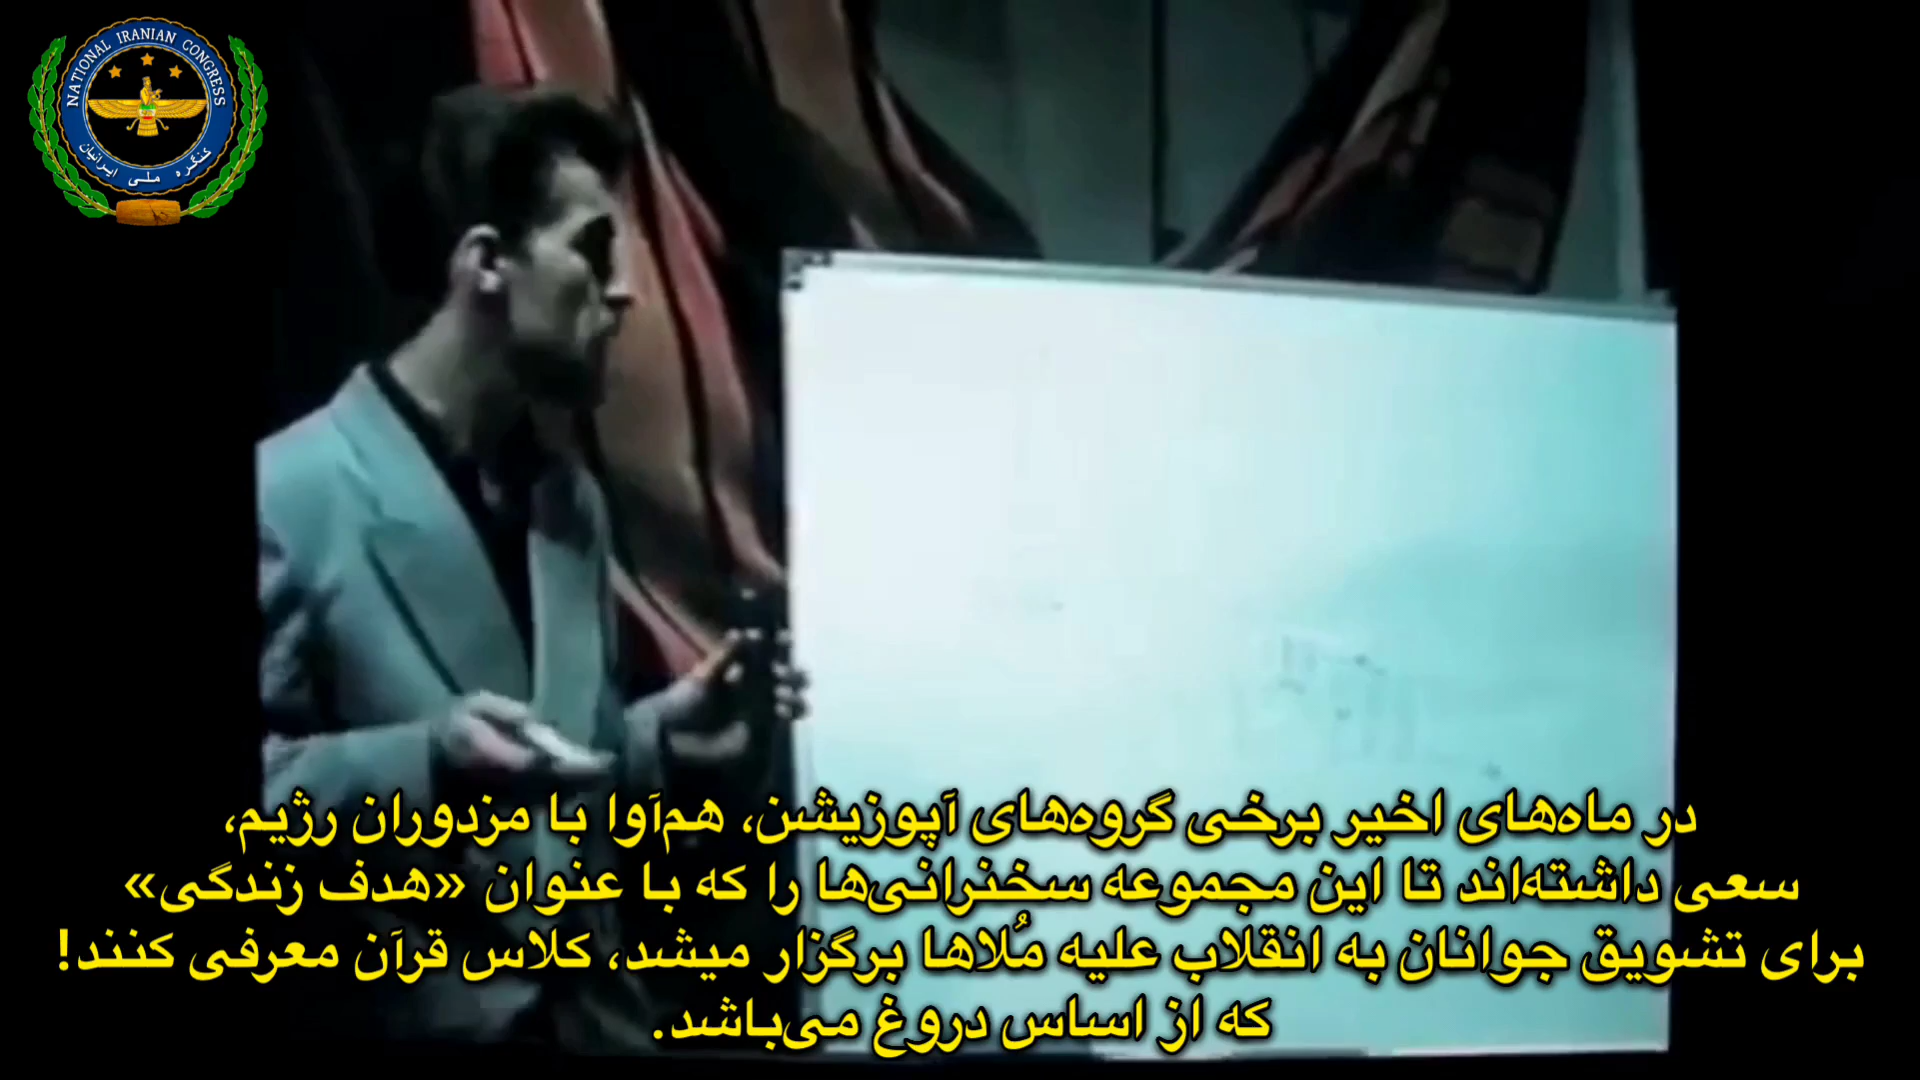 NATIONAL IRANIAN CONGRESS
کنگره ملی ایرانیان
در ماه‌های اخیر برخی گروه‌های آپوزیشن، هم‌آوا با مزدوران رژیم،
سعی داشته‌اند تا این مجموعه سخنرانی‌ها را که با عنوان «هدف زندگی»
برای تشویق جوانان به انقلاب علیه مُلاها برگزار میشد، کلاس قرآن معرفی کنند!
که از اساس دروغ می‌باشد.